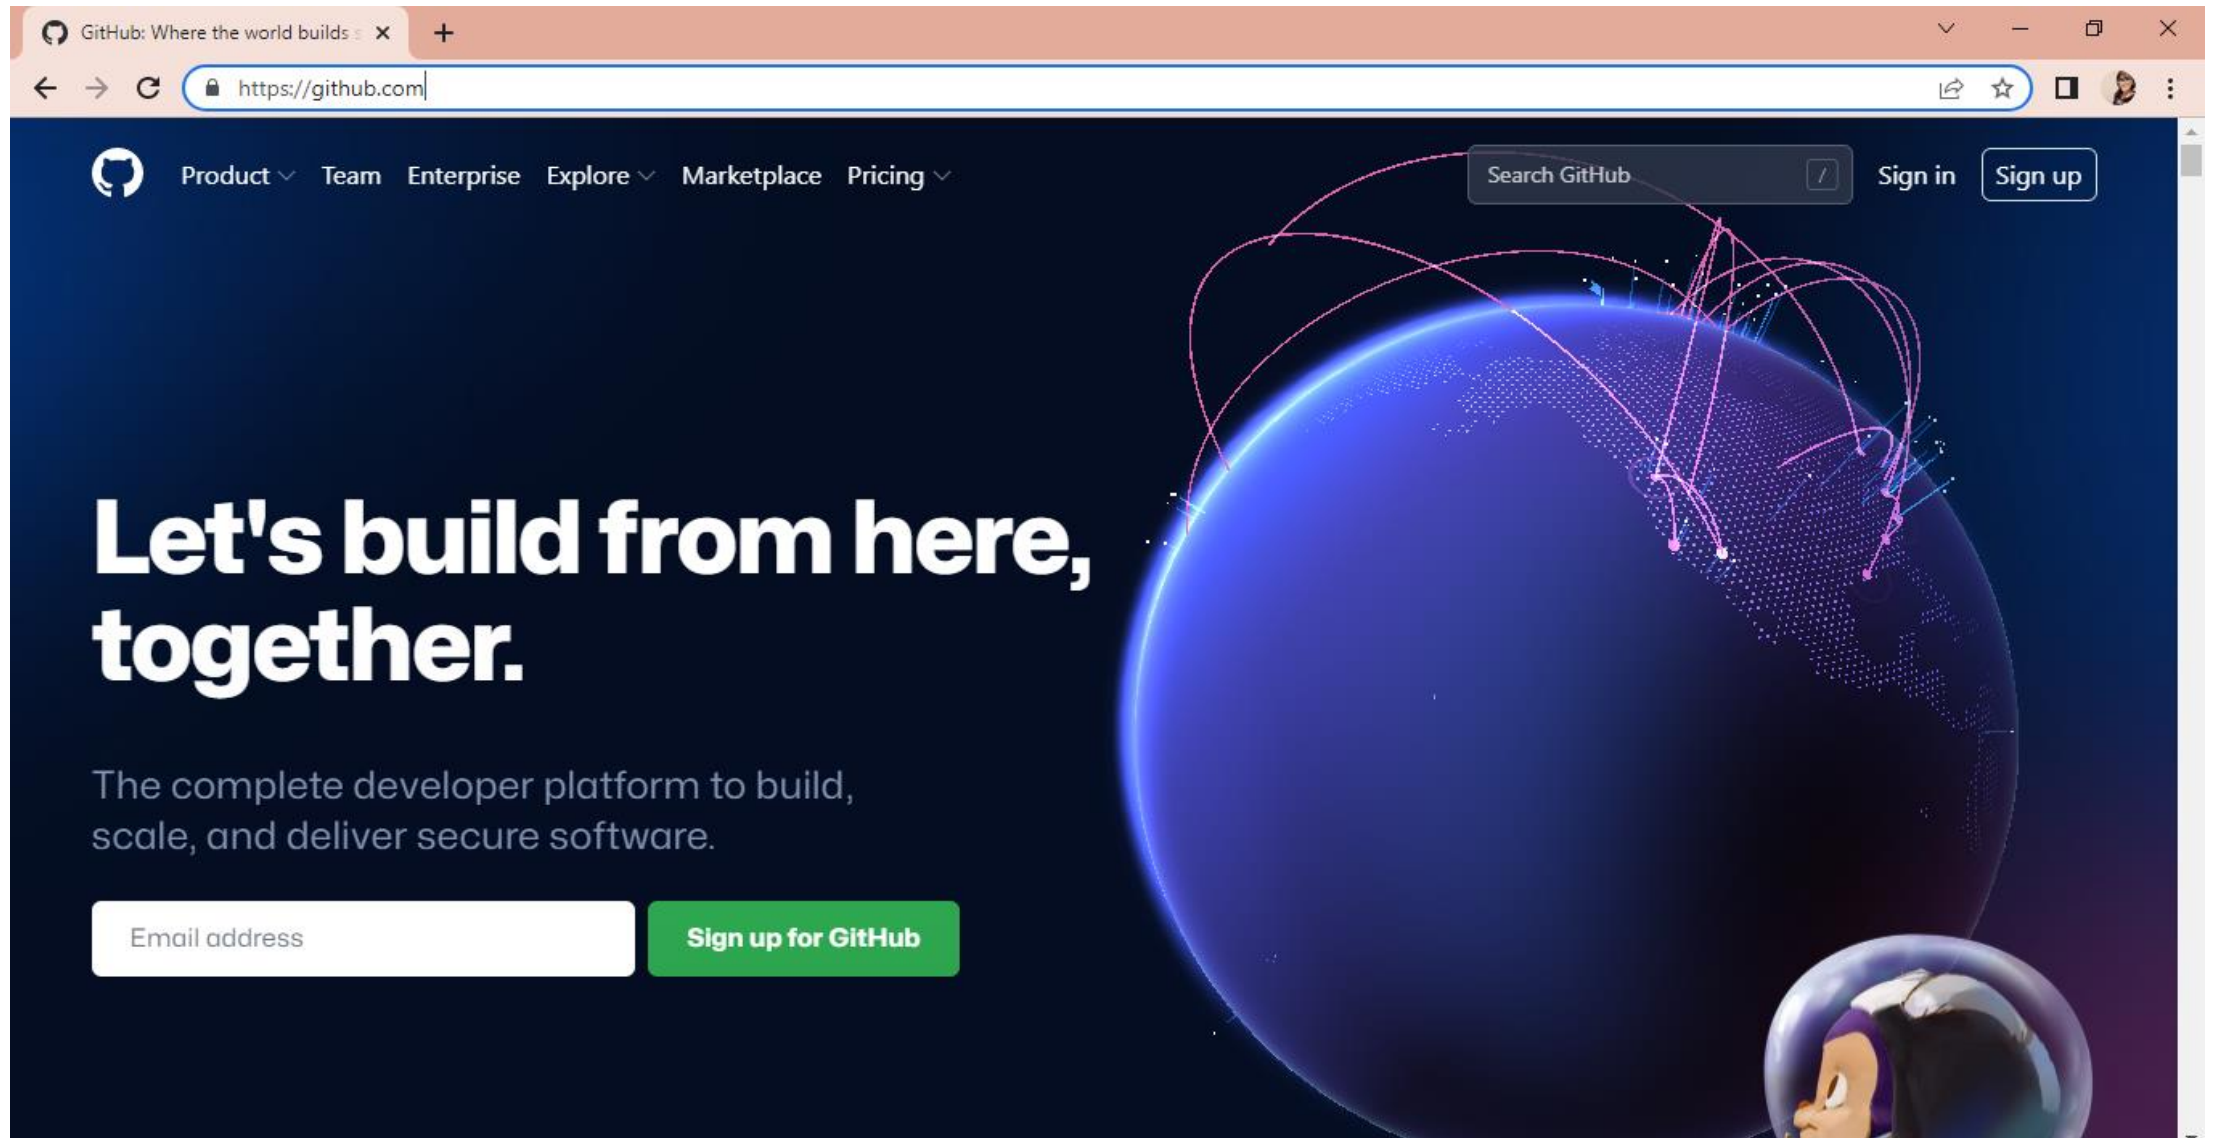 GitHub: Where the world builds
https://github.com
Product Team Enterprise Explore Marketplace Pricing Search GitHub / Sign in Sign up
Let's build from here,
together.
The complete developer platform to build,
scale, and deliver secure software.
Email address Sign up for GitHub